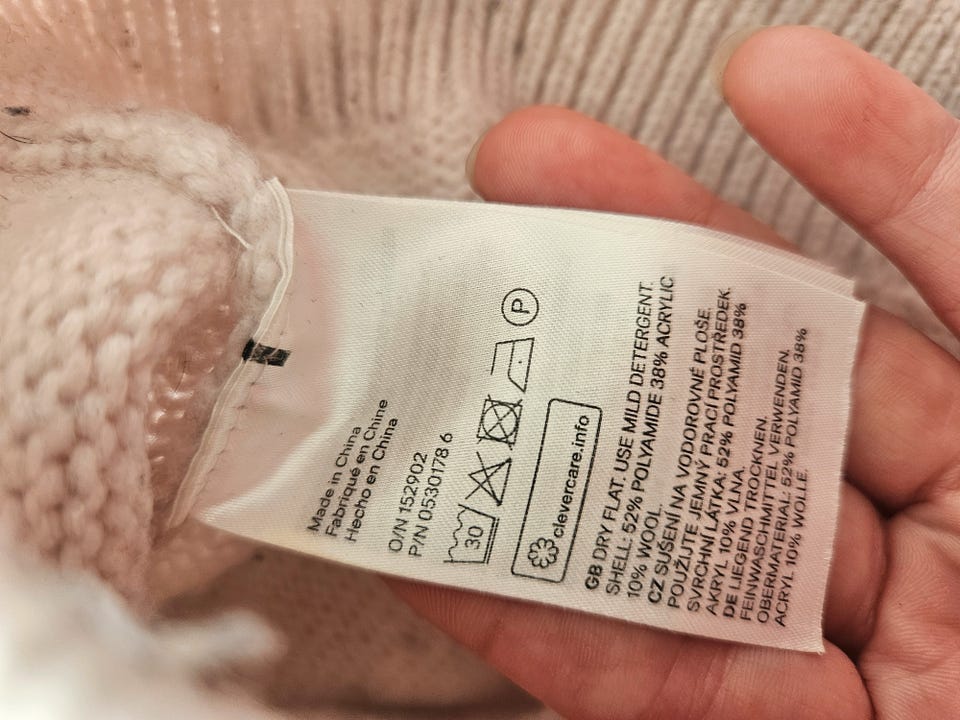 Made in China
Fabriqué en Chine
Hecho en China
O/N 152902
P/N 05301786
30
P
clevercare.info
GB DRY FLAT. USE MILD DETERGENT.
SHELL: 52% POLYAMIDE 38% ACRYLIC
10% WOOL.
CZ SUŠENÍ NA VODOROVNÉ PLOŠE.
POUŽIJTE JEMNÝ PRACÍ PROSTŘEDEK.
SVRCHNÍ LÁTKA: 52% POLYAMID 38%
AKRYL 10% VLNA.
DE LIEGEND TROCKNEN.
FEINWASCHMITTEL VERWENDEN.
OBERMATERIAL: 52% POLYAMID 38%
ACRYL 10% WOLLE.